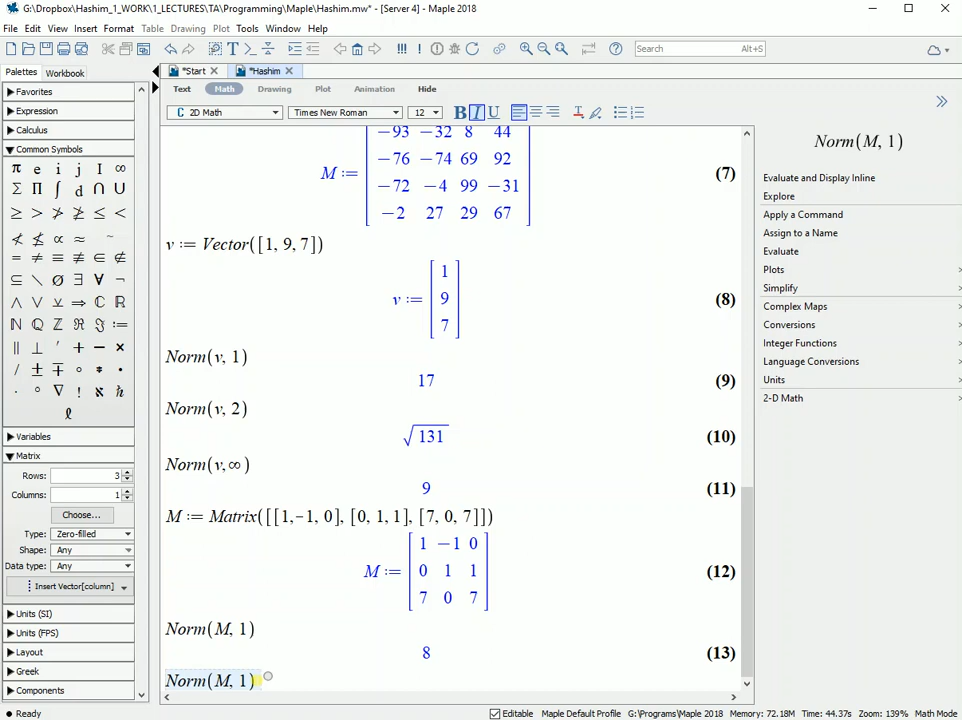 G:\Dropbox\Hashim_1_WORK\1_LECTURES\TA\Programming\Maple\Hashim.mw* - [Server 4] - Maple 2018
File Edit View Insert Format Table Drawing Plot Tools Window Help
Search Alt+S
Palettes Workbook
*Start *Hashim
Text Math Drawing Plot Animation Hide
C 2D Math Times New Roman 12 B I U
Favorites
Expression
Calculus
Common Symbols
π e i j I ∞
Σ Π ∫ d ∩ ∪
≥ > ≯ ≱ ≤ <
≮ ≰ ∝ ≈ ~
= ≠ ≡ ≢ ∈ ∉
⊆ \ Ø ∃ ∀ ¬
∧ ∨ ⊻ ⇒ ℂ ℝ
ℕ ℚ ℤ ℜ ℑ :=
∥ ⊥ ′ + − ×
/ ± ∓ ∘ * •
· ° ∇ ! ℵ ℏ
ℓ
Variables
Matrix
Rows: 3
Columns: 1
Choose...
Type: Zero-filled
Shape: Any
Data type: Any
Insert Vector[column]
Units (SI)
Units (FPS)
Layout
Greek
Components
−93 −32 8 44
−76 −74 69 92
M := (7)
−72 −4 99 −31
−2 27 29 67
v := Vector([1, 9, 7])
1
v := 9 (8)
7
Norm(v, 1)
17 (9)
Norm(v, 2)
√131 (10)
Norm(v, ∞)
9 (11)
M := Matrix([[1,−1, 0], [0, 1, 1], [7, 0, 7]])
1 −1 0
M := 0 1 1 (12)
7 0 7
Norm(M, 1)
8 (13)
Norm(M, 1)
Norm(M, 1)
Evaluate and Display Inline
Explore
Apply a Command
Assign to a Name
Evaluate
Plots
Simplify
Complex Maps
Conversions
Integer Functions
Language Conversions
Units
2-D Math
Ready
Editable Maple Default Profile G:\Programs\Maple 2018 Memory: 72.18M Time: 44.37s Zoom: 139% Math Mode